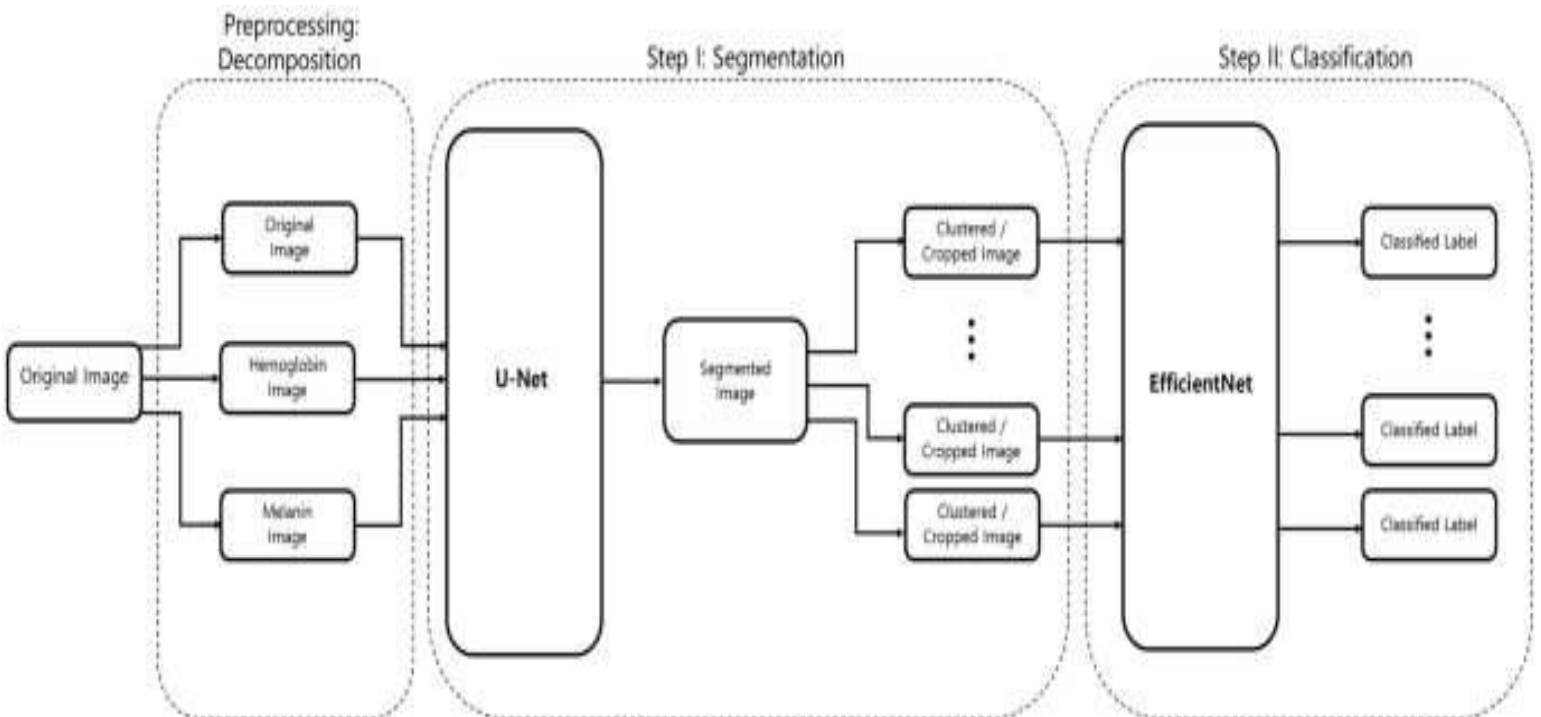 Preprocessing:
Decomposition
Step I: Segmentation
Step II: Classification
Original Image
Original
Image
Hemoglobin
Image
Melanin
Image
U-Net
Segmented
Image
Clustered /
Cropped Image
Clustered /
Cropped Image
Clustered /
Cropped Image
EfficientNet
Classified Label
Classified Label
Classified Label